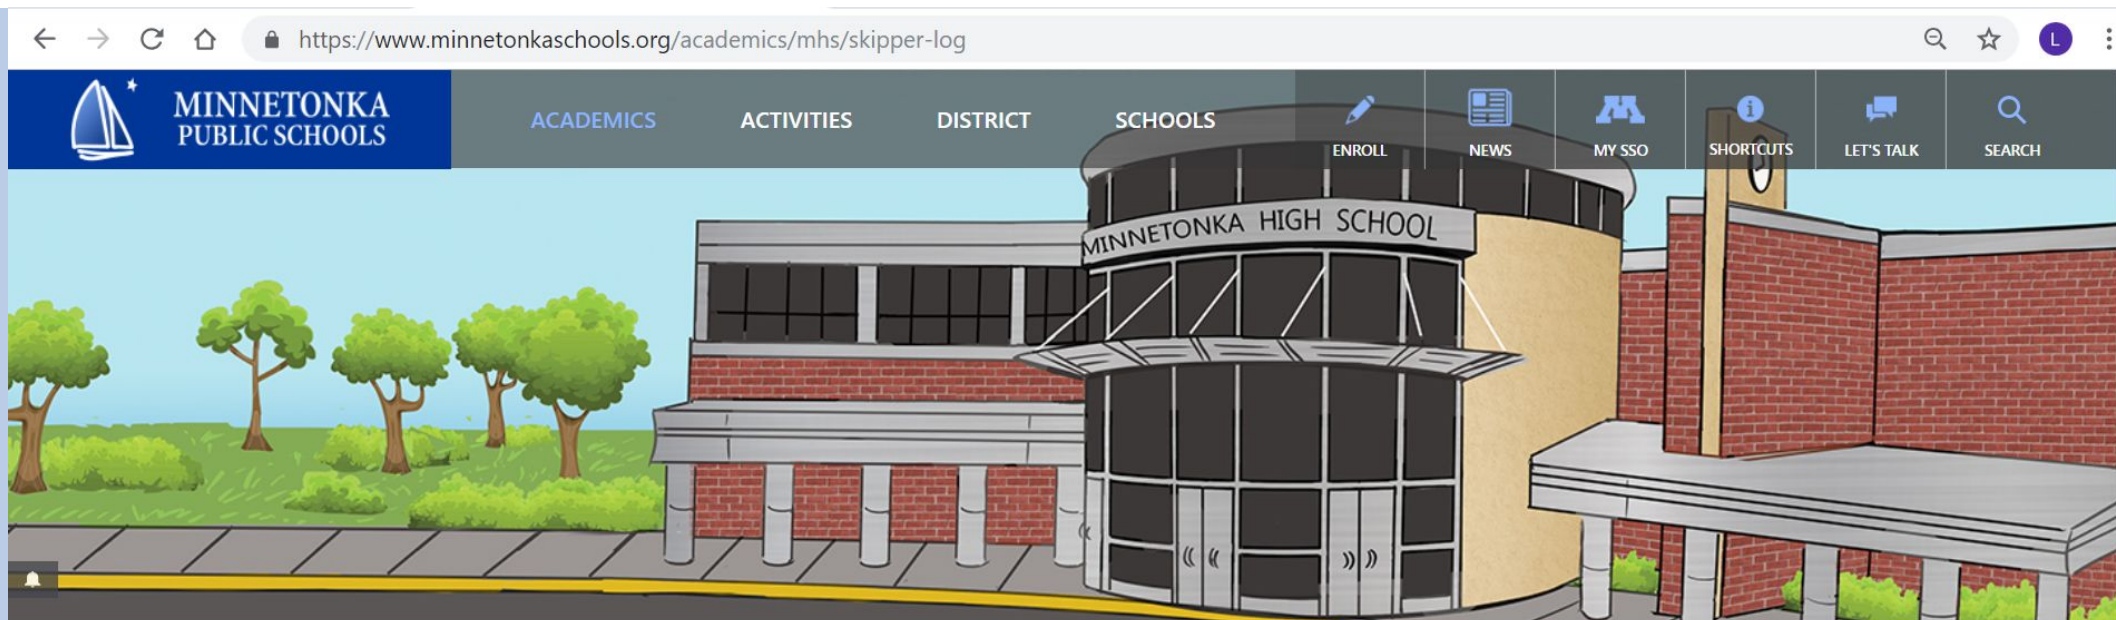 https://www.minnetonkaschools.org/academics/mhs/skipper-log
L
MINNETONKA
PUBLIC SCHOOLS
ACADEMICS
ACTIVITIES
DISTRICT
SCHOOLS
ENROLL
NEWS
MY SSO
SHORTCUTS
LET'S TALK
SEARCH
MINNETONKA HIGH SCHOOL